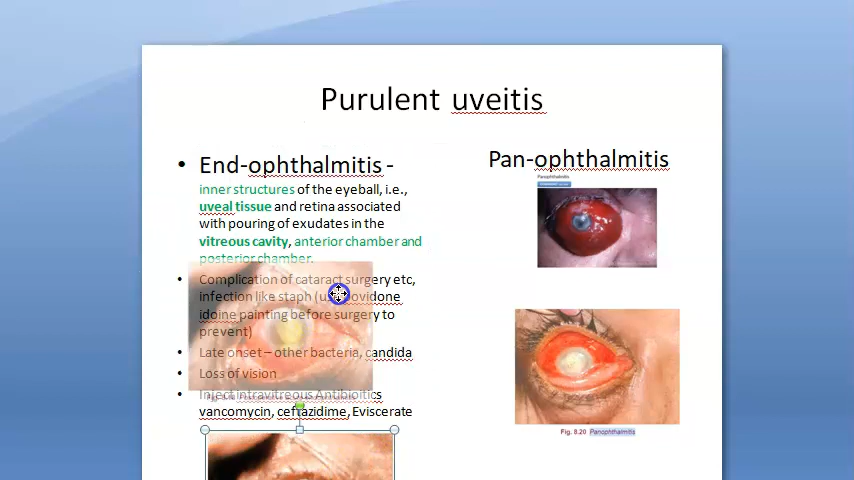 Purulent uveitis
• End-ophthalmitis -
inner structures of the eyeball, i.e.,
uveal tissue and retina associated
with pouring of exudates in the
vitreous cavity, anterior chamber and
posterior chamber.
• Complication of cataract surgery etc,
infection like staph (use povidone
idoine painting before surgery to
prevent)
• Late onset – other bacteria, candida
• Loss of vision
• Inject intravitreous Antibioitics
vancomycin, ceftazidime, Eviscerate
Pan-ophthalmitis
Panophthalmitis
Fig. 8.20 Panophthalmitis